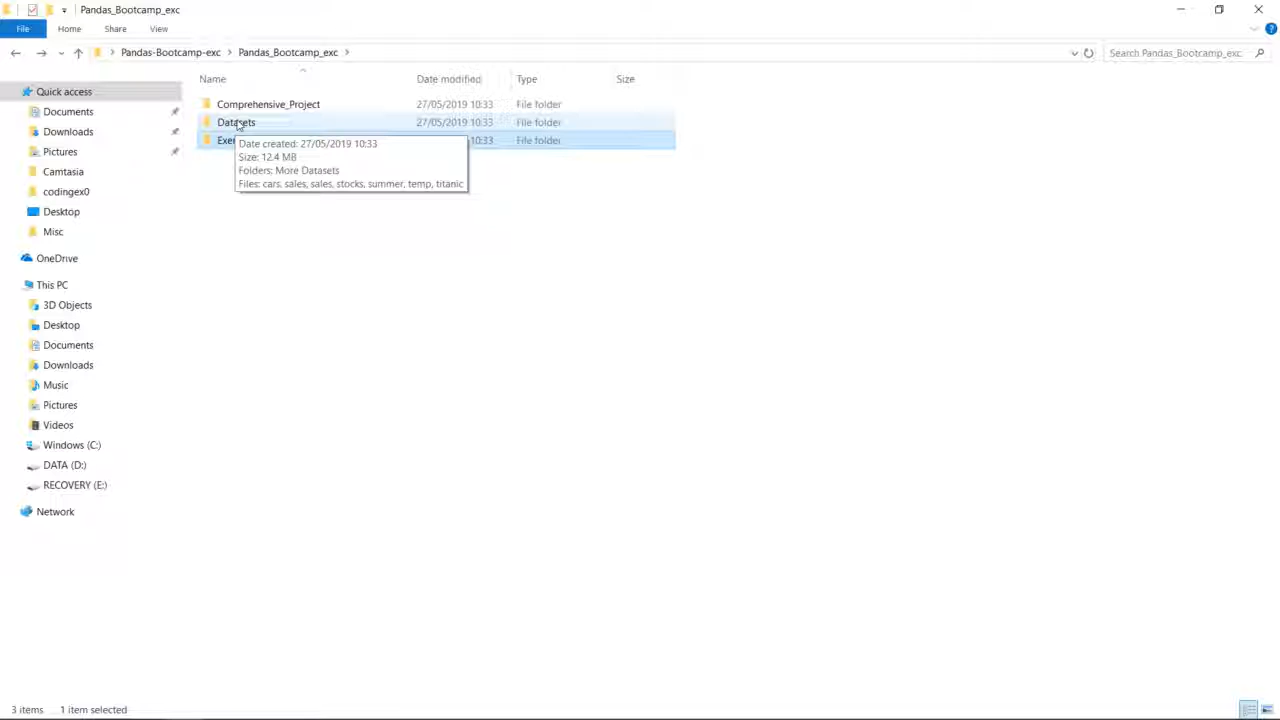 Pandas_Bootcamp_exc
File Home Share View
Pandas-Bootcamp-exc Pandas_Bootcamp_exc Search Pandas_Bootcamp_exc
Name Date modified Type Size
Quick access
Documents
Downloads
Pictures
Camtasia
codingex0
Desktop
Misc
OneDrive
This PC
3D Objects
Desktop
Documents
Downloads
Music
Pictures
Videos
Windows (C:)
DATA (D:)
RECOVERY (E:)
Network
Comprehensive_Project 27/05/2019 10:33 File folder
Datasets 27/05/2019 10:33 File folder
10:33 File folder
Date created: 27/05/2019 10:33
Size: 12.4 MB
Folders: More Datasets
Files: cars, sales, sales, stocks, summer, temp, titanic
3 items 1 item selected